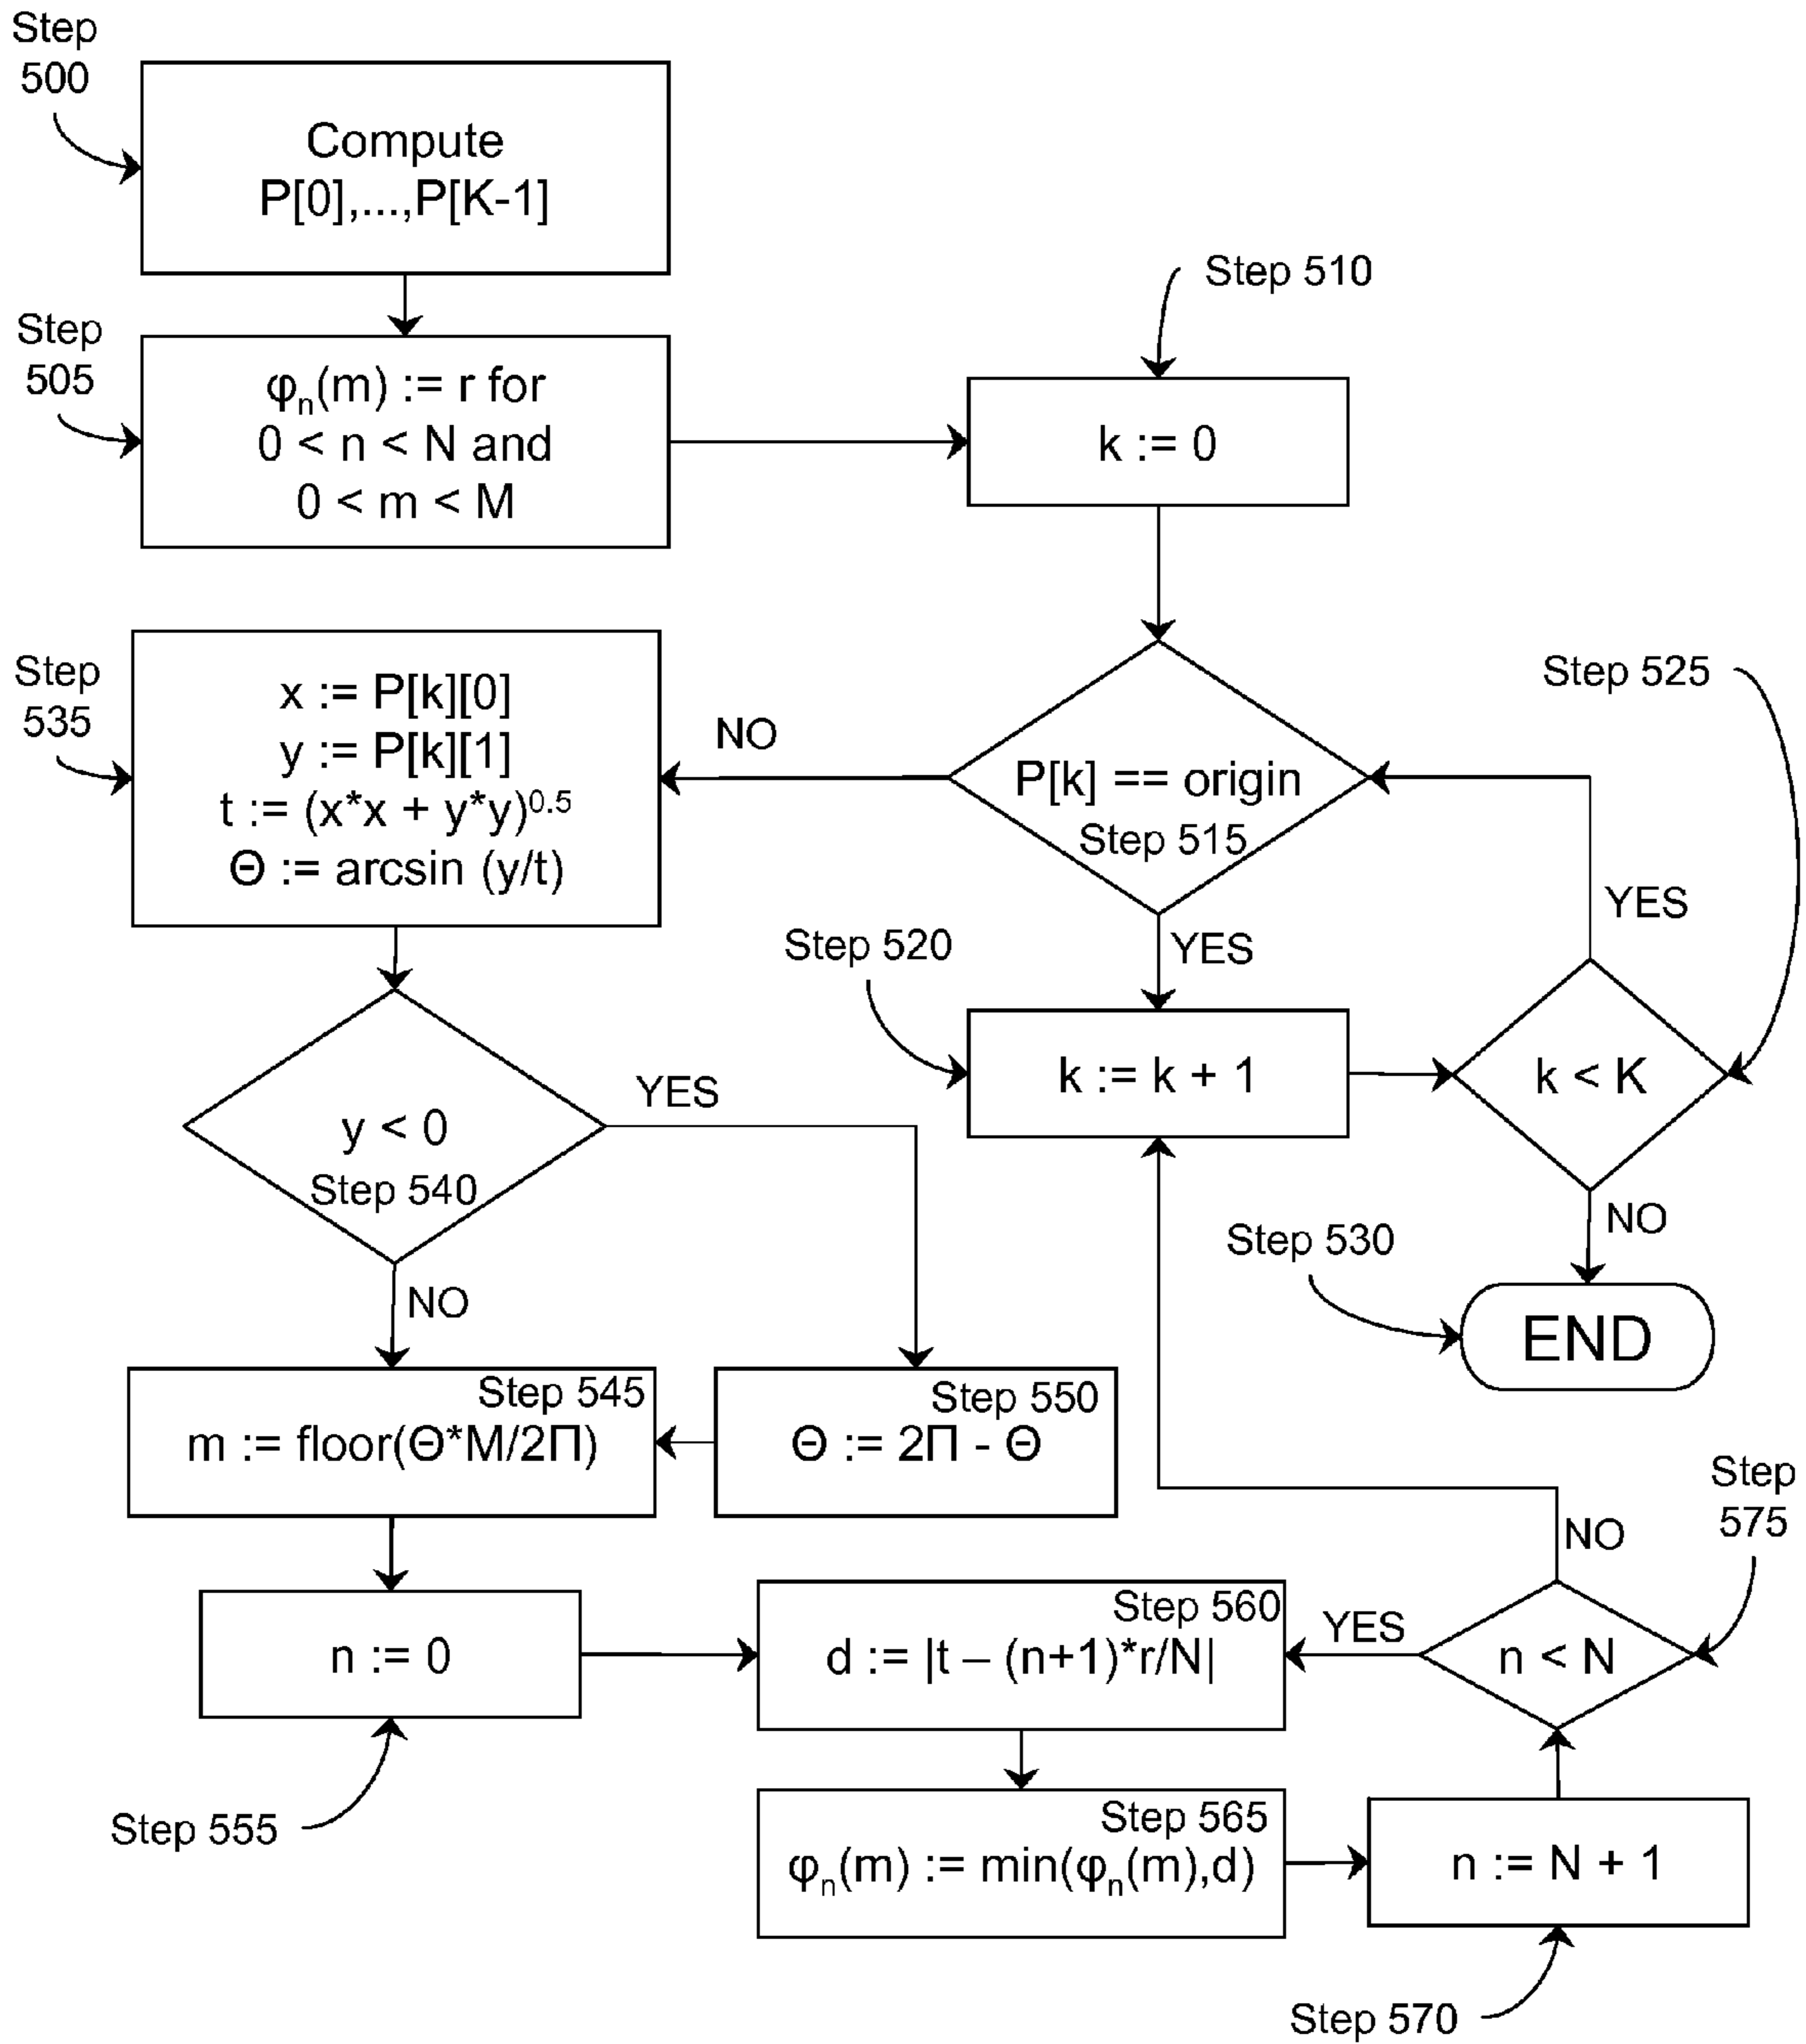 Step
500
Compute
P[0],...,P[K-1]
Step
505
φn(m) := r for
0 < n < N and
0 < m < M
Step 510
k := 0
Step
535
x := P[k][0]
y := P[k][1]
t := (x*x + y*y)^0.5
Θ := arcsin (y/t)
NO
P[k] == origin
Step 515
Step 525
YES
YES
Step 520
k := k + 1
k < K
NO
Step 530
END
y < 0
Step 540
YES
NO
Step 545
m := floor(Θ*M/2Π)
Step 550
Θ := 2Π - Θ
Step
575
NO
n := 0
Step 555
Step 560
d := |t – (n+1)*r/N|
YES
n < N
Step 565
φn(m) := min(φn(m),d)
n := N + 1
Step 570